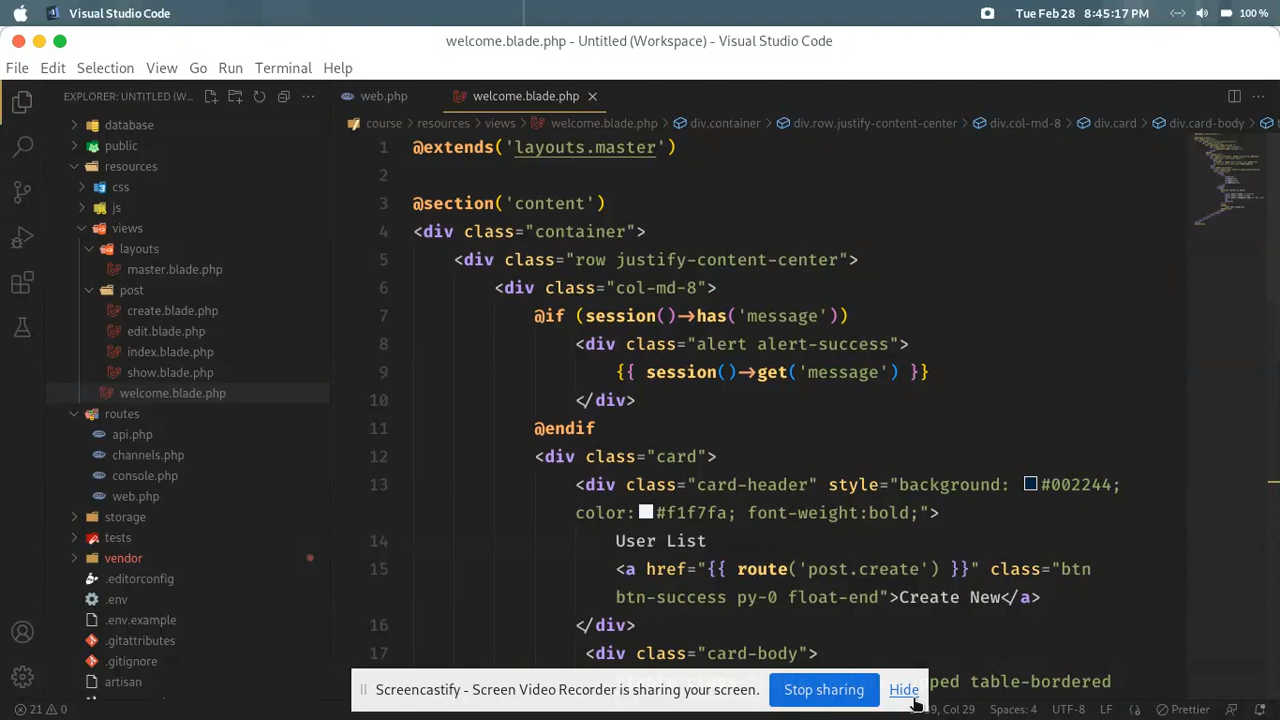 Visual Studio Code
Tue Feb 28 8:45:17 PM
100 %
welcome.blade.php - Untitled (Workspace) - Visual Studio Code
File Edit Selection View Go Run Terminal Help
EXPLORER: UNTITLED (W...
database
public
resources
css
js
views
layouts
master.blade.php
post
create.blade.php
edit.blade.php
index.blade.php
show.blade.php
welcome.blade.php
routes
api.php
channels.php
console.php
web.php
storage
tests
vendor
.editorconfig
.env
.env.example
.gitattributes
.gitignore
artisan
web.php
welcome.blade.php
course > resources > views > welcome.blade.php > div.container > div.row.justify-content-center > div.col-md-8 > div.card > div.card-body >
1 @extends('layouts.master')
2
3 @section('content')
4 <div class="container">
5 <div class="row justify-content-center">
6 <div class="col-md-8">
7 @if (session()->has('message'))
8 <div class="alert alert-success">
9 {{ session()->get('message') }}
10 </div>
11 @endif
12 <div class="card">
13 <div class="card-header" style="background: #002244;
color: #f1f7fa; font-weight:bold;">
14 User List
15 <a href="{{ route('post.create') }}" class="btn
btn-success py-0 float-end">Create New</a>
16 </div>
17 <div class="card-body">
table-bordered
Screencastify - Screen Video Recorder is sharing your screen.
Stop sharing
Hide
21 0
Col 29
Spaces: 4
UTF-8
LF
Prettier